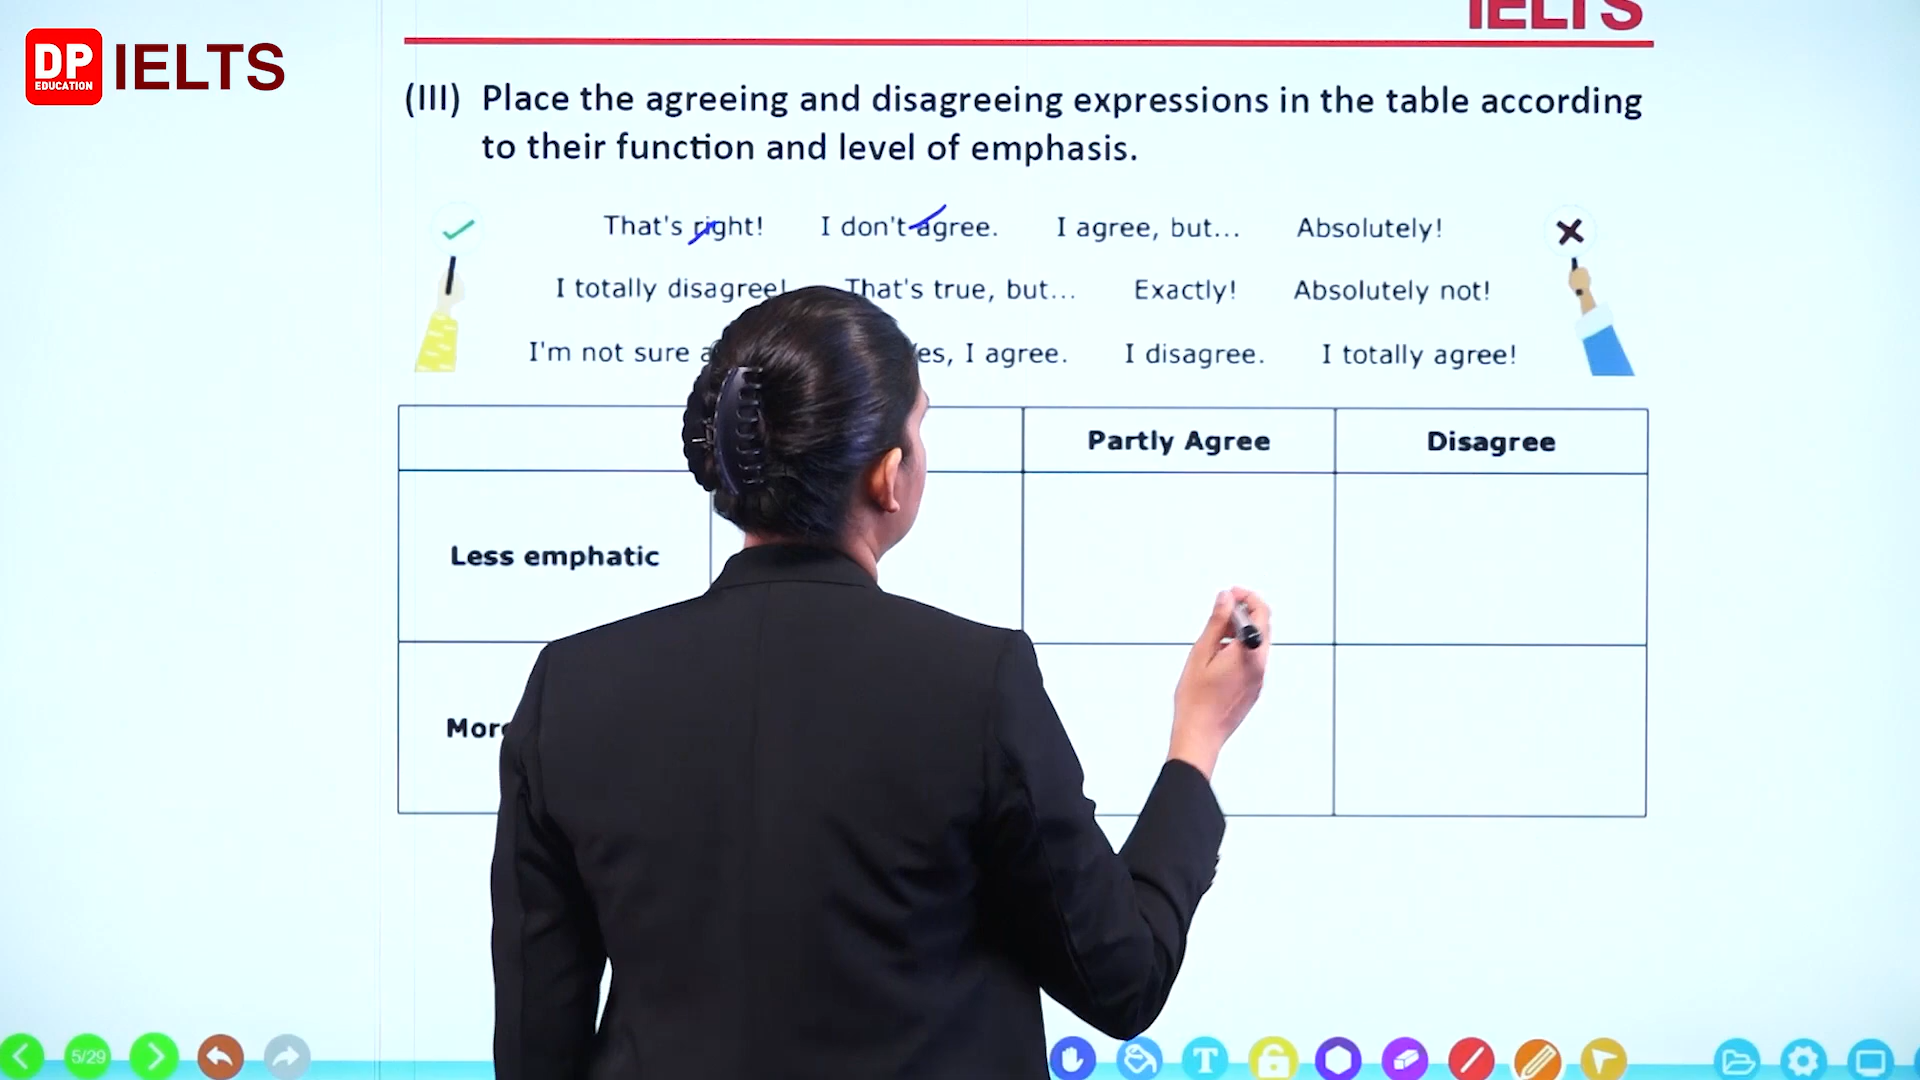 IELTS
DP EDUCATION IELTS
(III) Place the agreeing and disagreeing expressions in the table according
to their function and level of emphasis.
That's right! I don't agree. I agree, but... Absolutely!
I totally disagree! That's true, but... Exactly! Absolutely not!
I'm not sure I agree. I disagree. I totally agree!
Partly Agree Disagree
Less emphatic
5/29
T